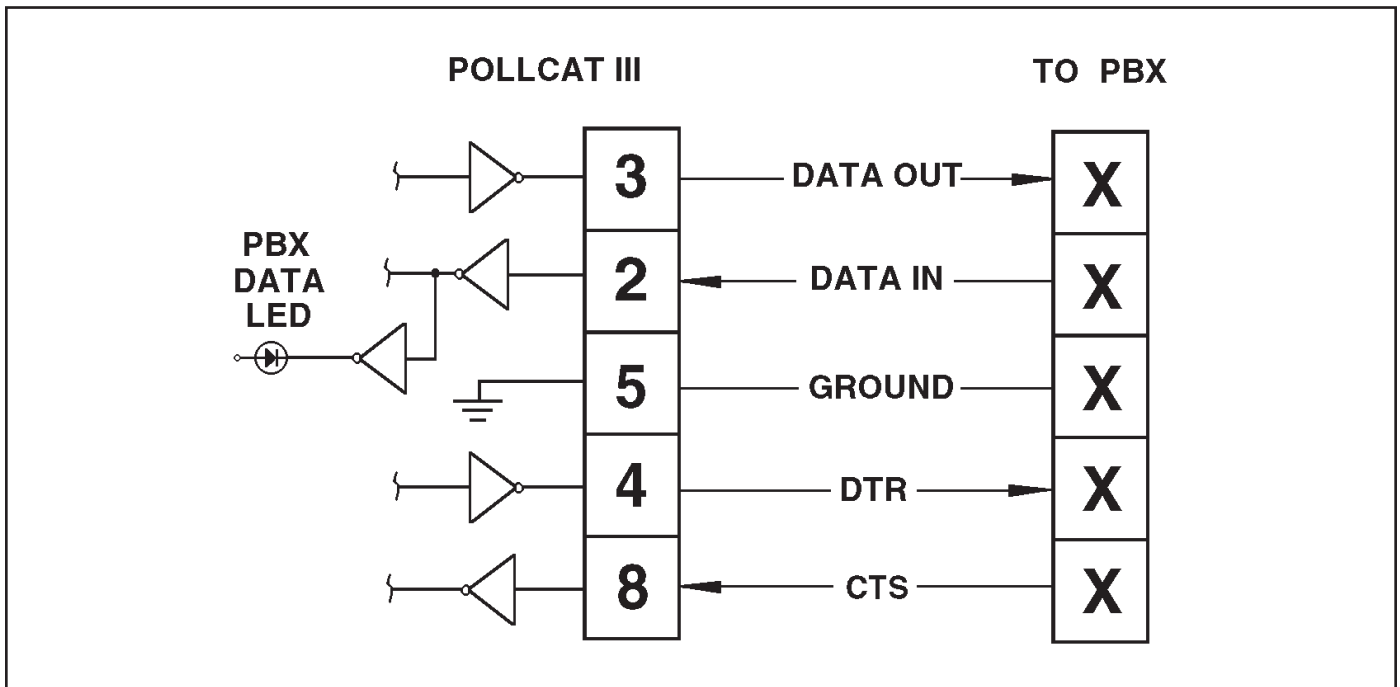 POLLCAT III
TO PBX
3
DATA OUT
X
PBX
DATA
LED
2
DATA IN
X
5
GROUND
X
4
DTR
X
8
CTS
X